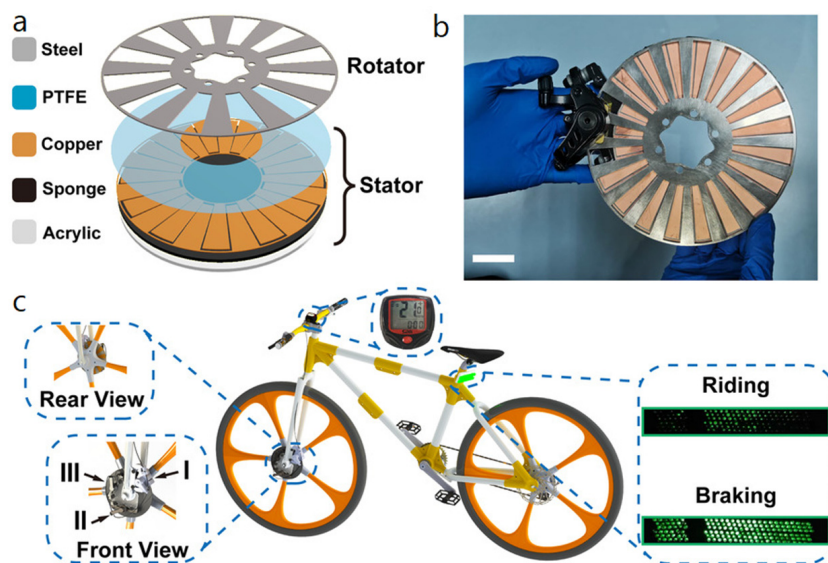 a
Steel
PTFE
Copper
Sponge
Acrylic
Rotator
Stator
b
c
Rear View
III
I
II
Front View
Riding
Braking